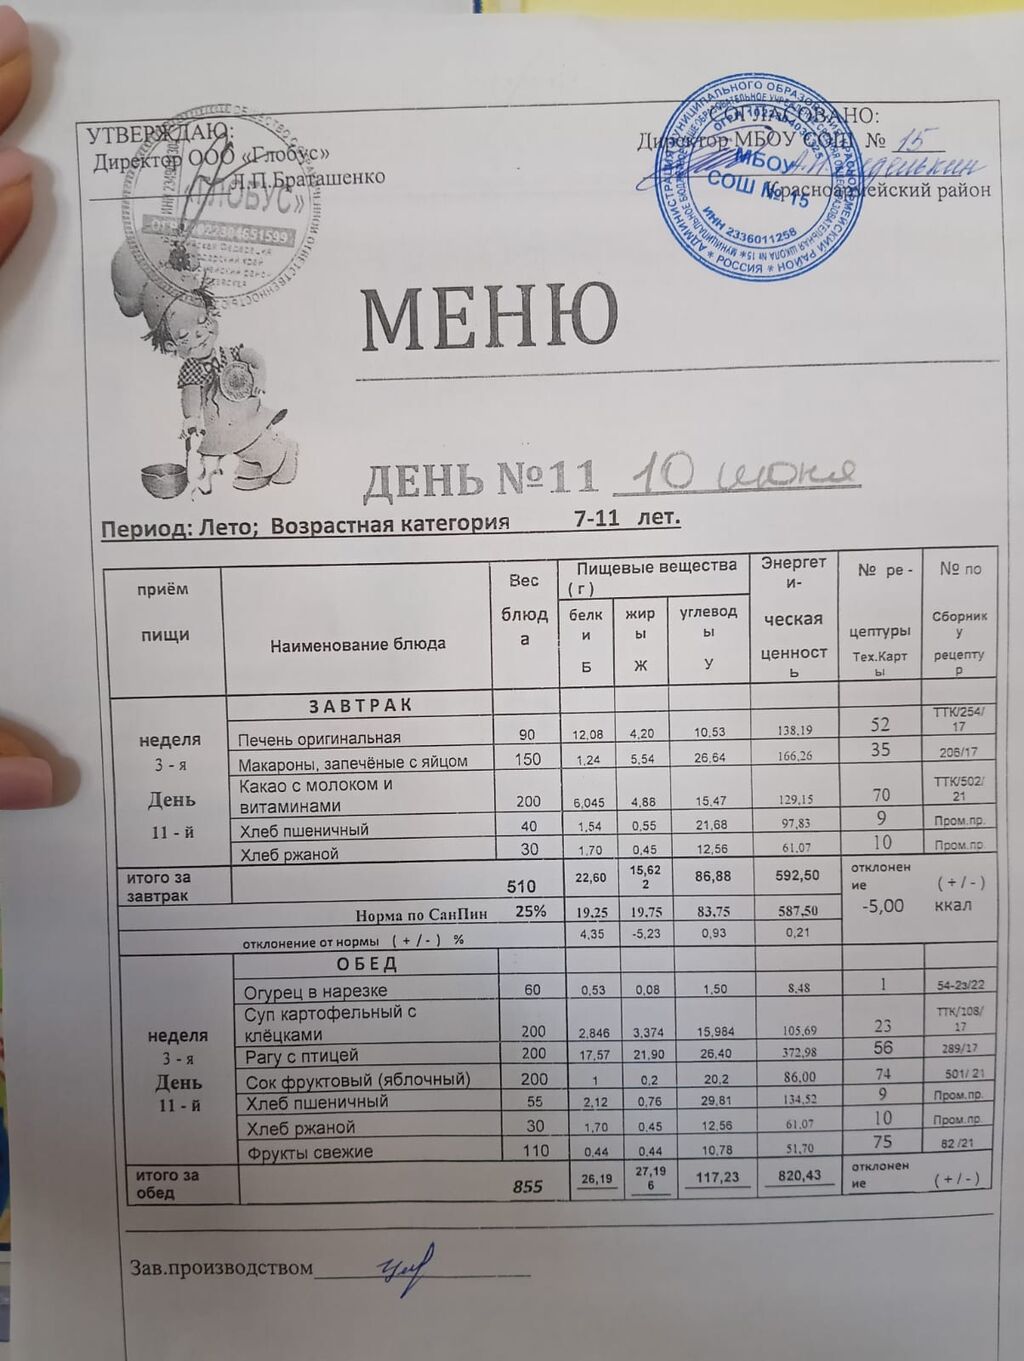 УТВЕРЖДАЮ: СОГЛАСОВАНО:
Директор ООО «Глобус» Директор МБОУ СОШ № 15
Л.П.Браташенко
Красноармейский район
«ГЛОБУС»
МБОУ
СОШ № 15
ИНН 2336011258
РОССИЯ
МЕНЮ
ДЕНЬ №11 10 июня
Период: Лето; Возрастная категория 7-11 лет.
приём пищи Наименование блюда Вес блюда Пищевые вещества (г) Энергети-ческая ценность № ре-цептуры Тех.Карты № по Сборнику рецептур
белки Б жиры Ж углеводы У
ЗАВТРАК
неделя 3 - я День 11 - й
Печень оригинальная 90 12,08 4,20 10,53 138,19 52 ТТК/254/17
Макароны, запечёные с яйцом 150 1,24 5,54 26,64 166,26 35 206/17
Какао с молоком и витаминами 200 6,045 4,88 15,47 129,15 70 ТТК/502/21
Хлеб пшеничный 40 1,54 0,55 21,68 97,83 9 Пром.пр.
Хлеб ржаной 30 1,70 0,45 12,56 61,07 10 Пром.пр.
итого за завтрак 510 22,60 15,622 86,88 592,50 отклонение (+/-)
Норма по СанПин 25% 19,25 19,75 83,75 587,50 -5,00 ккал
отклонение от нормы (+/-) % 4,35 -5,23 0,93 0,21
ОБЕД
неделя 3 - я День 11 - й
Огурец в нарезке 60 0,53 0,08 1,50 8,48 1 54-2з/22
Суп картофельный с клёцками 200 2,846 3,374 15,984 105,69 23 ТТК/108/17
Рагу с птицей 200 17,57 21,90 26,40 372,98 56 289/17
Сок фруктовый (яблочный) 200 1 0,2 20,2 86,00 74 501/21
Хлеб пшеничный 55 2,12 0,76 29,81 134,52 9 Пром.пр.
Хлеб ржаной 30 1,70 0,45 12,56 61,07 10 Пром.пр.
Фрукты свежие 110 0,44 0,44 10,78 51,70 75 82/21
итого за обед 855 26,19 27,196 117,23 820,43 отклонение (+/-)
Зав.производством